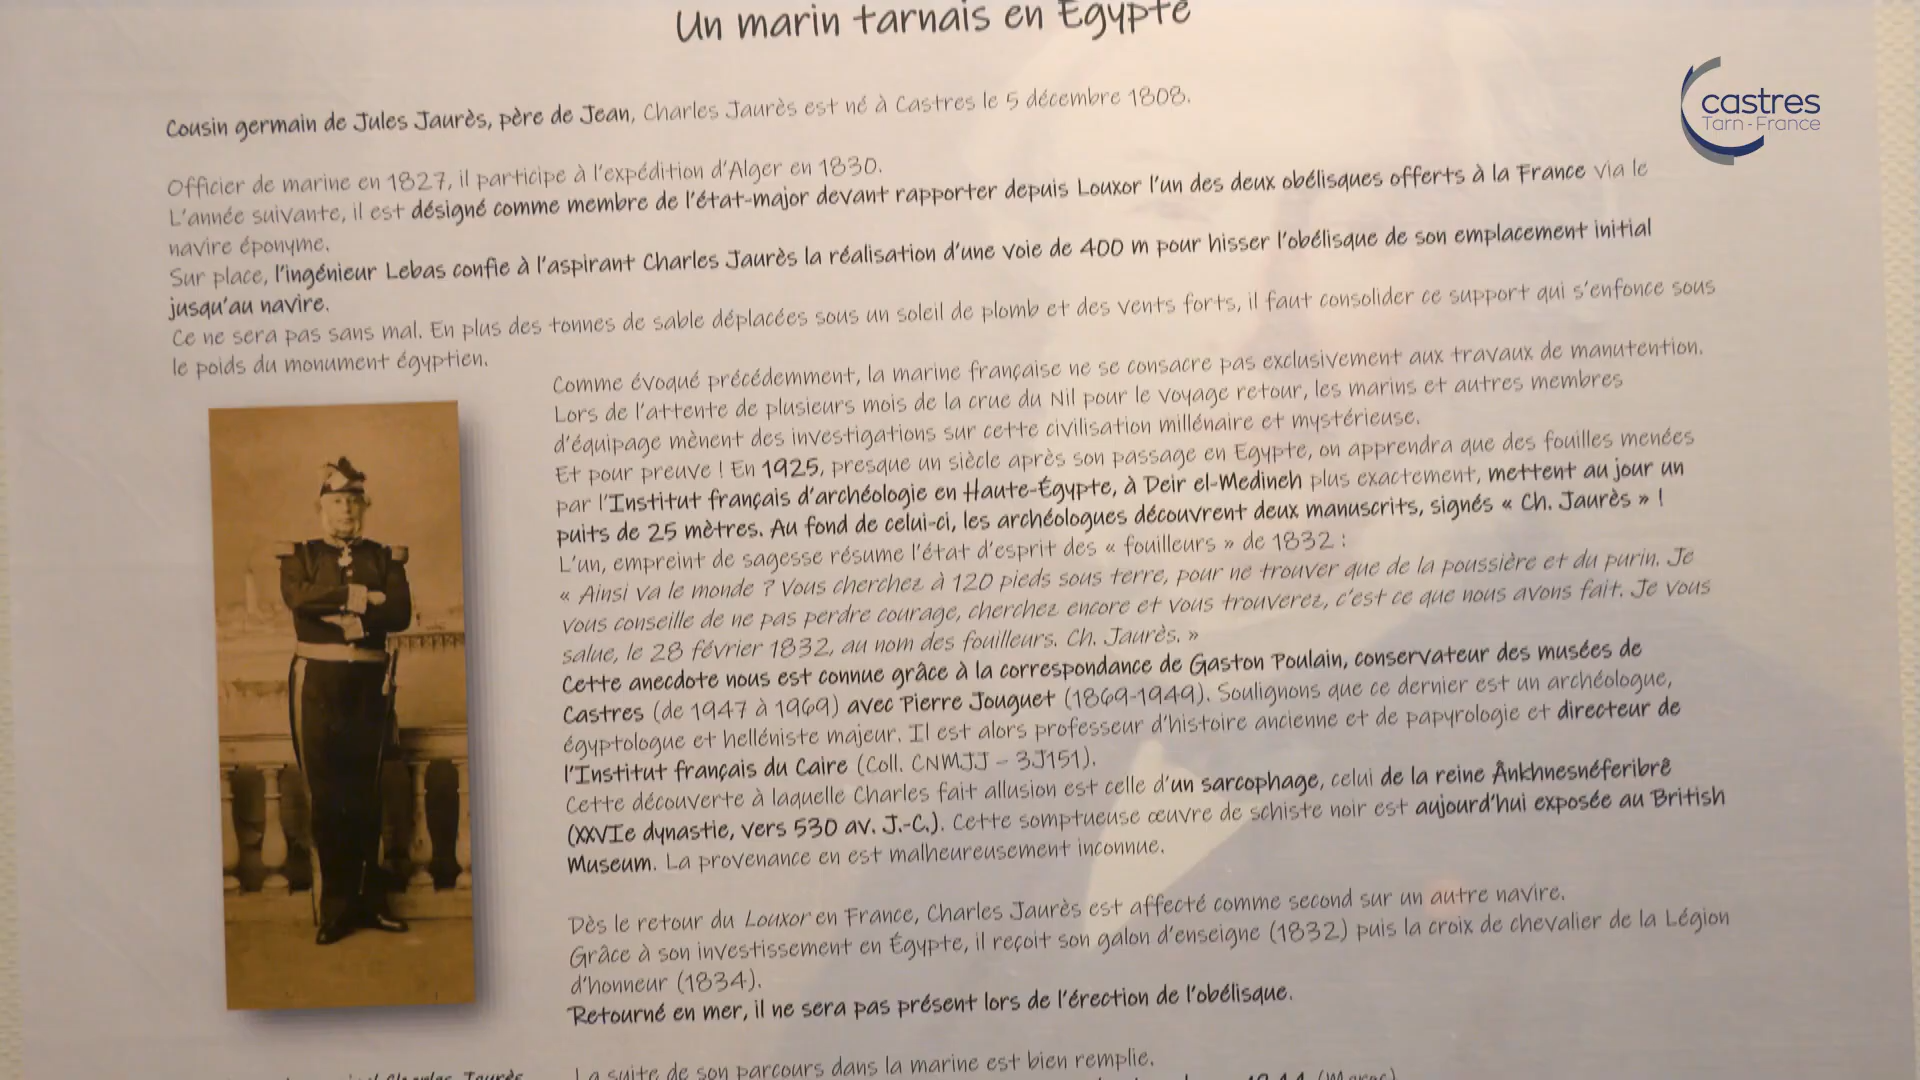 Un marin tarnais en Égypte
castres
Tarn - France
Cousin germain de Jules Jaurès, père de Jean, Charles Jaurès est né à Castres le 5 décembre 1808.
Officier de marine en 1827, il participe à l'expédition d'Alger en 1830.
L'année suivante, il est désigné comme membre de l'état-major devant rapporter depuis Louxor l'un des deux obélisques offerts à la France via le
navire éponyme.
Sur place, l'ingénieur Lebas confie à l'aspirant Charles Jaurès la réalisation d'une voie de 400 m pour hisser l'obélisque de son emplacement initial
jusqu'au navire.
Ce ne sera pas sans mal. En plus des tonnes de sable déplacées sous un soleil de plomb et des vents forts, il faut consolider ce support qui s'enfonce sous
le poids du monument égyptien.
Comme évoqué précédemment, la marine française ne se consacre pas exclusivement aux travaux de manutention.
Lors de l'attente de plusieurs mois de la crue du Nil pour le voyage retour, les marins et autres membres
d'équipage mènent des investigations sur cette civilisation millénaire et mystérieuse.
Et pour preuve ! En 1925, presque un siècle après son passage en Egypte, on apprendra que des fouilles menées
par l'Institut français d'archéologie en Haute-Égypte, à Deir el-Medineh plus exactement, mettent au jour un
puits de 25 mètres. Au fond de celui-ci, les archéologues découvrent deux manuscrits, signés « Ch. Jaurès » !
L'un, empreint de sagesse résume l'état d'esprit des « fouilleurs » de 1832 :
« Ainsi va le monde ? Vous cherchez à 120 pieds sous terre, pour ne trouver que de la poussière et du purin. Je
vous conseille de ne pas perdre courage, cherchez encore et vous trouverez, c'est ce que nous avons fait. Je vous
salue, le 28 février 1832, au nom des fouilleurs. Ch. Jaurès. »
Cette anecdote nous est connue grâce à la correspondance de Gaston Poulain, conservateur des musées de
Castres (de 1947 à 1969) avec Pierre Jouguet (1869-1949). Soulignons que ce dernier est un archéologue,
égyptologue et helléniste majeur. Il est alors professeur d'histoire ancienne et de papyrologie et directeur de
l'Institut français du Caire (Coll. CNMJJ – 3J151).
Cette découverte à laquelle Charles fait allusion est celle d'un sarcophage, celui de la reine Ânkhnesnéferibrê
(XXVIe dynastie, vers 530 av. J.-C.). Cette somptueuse œuvre de schiste noir est aujourd'hui exposée au British
Museum. La provenance en est malheureusement inconnue.
Dès le retour du Louxor en France, Charles Jaurès est affecté comme second sur un autre navire.
Grâce à son investissement en Égypte, il reçoit son galon d'enseigne (1832) puis la croix de chevalier de la Légion
d'honneur (1834).
Retourné en mer, il ne sera pas présent lors de l'érection de l'obélisque.
La suite de son parcours dans la marine est bien remplie.
Charles Jaurès
(Maroc)